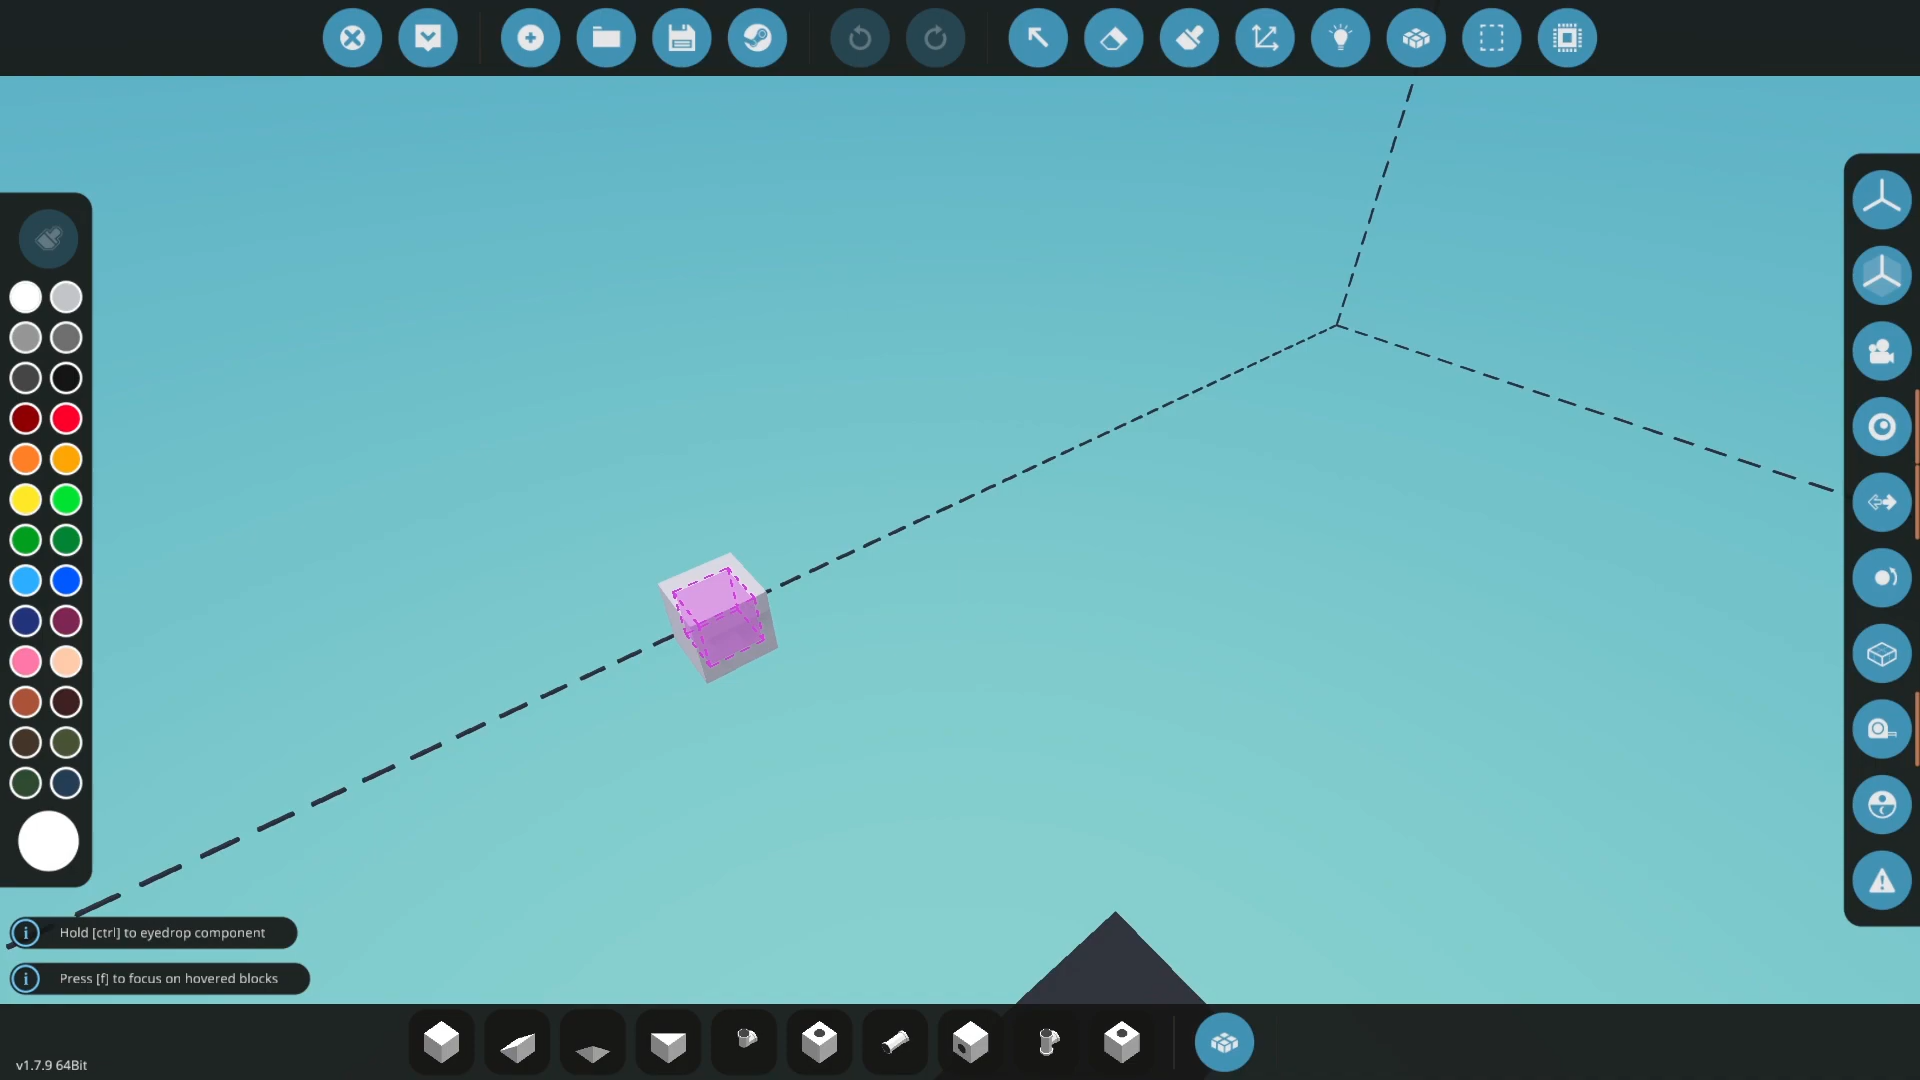 Hold [ctrl] to eyedrop component
Press [f] to focus on hovered blocks
v1.7.9 64Bit